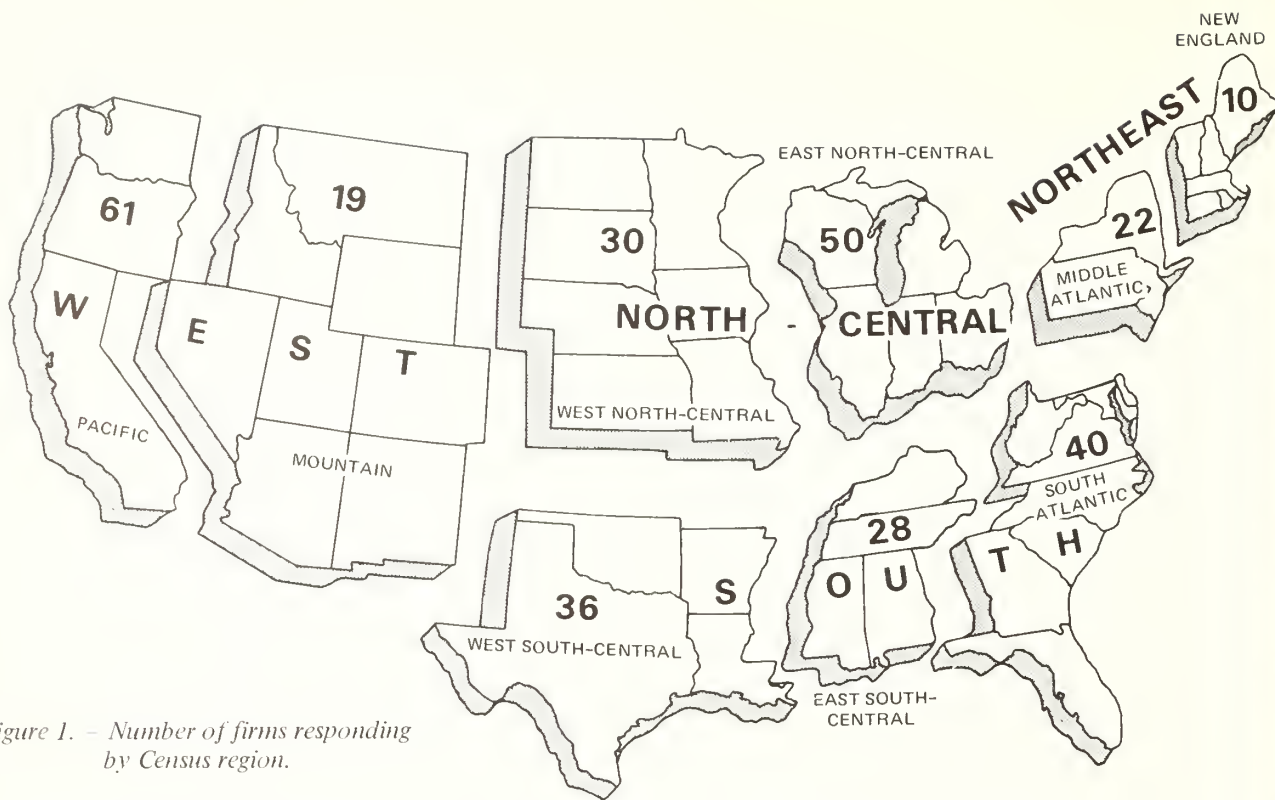 NEW
ENGLAND
NORTHEAST
10
EAST NORTH-CENTRAL
61
19
30
50
22
MIDDLE
ATLANTIC,
W
E
S
T
NORTH - CENTRAL
PACIFIC
MOUNTAIN
WEST NORTH-CENTRAL
40
SOUTH
ATLANTIC
28
S
O
U
T
H
36
WEST SOUTH-CENTRAL
EAST SOUTH-
CENTRAL
igure 1. – Number of firms responding
by Census region.